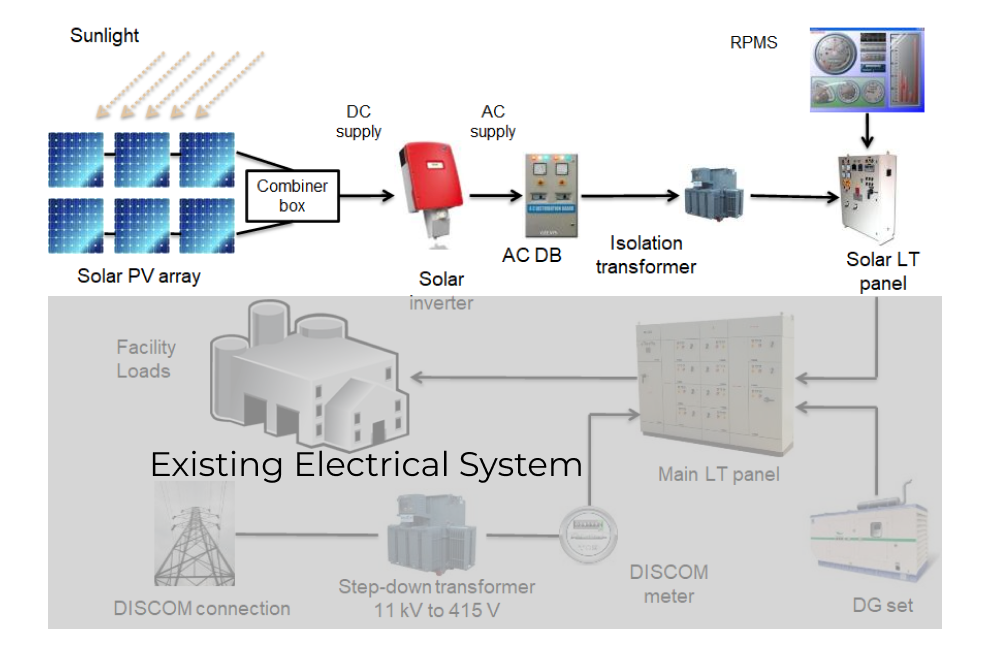 Sunlight
RPMS
DC
supply
AC
supply
Combiner
box
Solar PV array
Solar
inverter
AC DB
Isolation
transformer
Solar LT
panel
Facility
Loads
Existing Electrical System
Main LT panel
DISCOM connection
Step-down transformer
11 kV to 415 V
DISCOM
meter
DG set